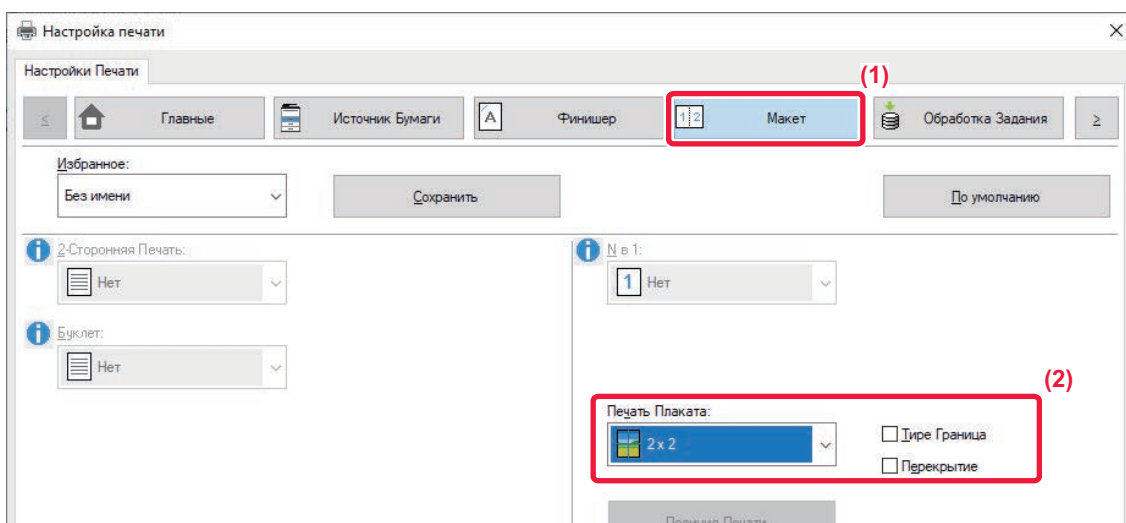 Настройка печати
Настройки Печати
(1)
≤ Главные Источник Бумаги A Финишер 1 2 Макет Обработка Задания ≥
Избранное:
Без имени Сохранить По умолчанию
2-Сторонняя Печать: N в 1:
Нет 1 Нет
Буклет:
Нет
(2)
Печать Плаката:
2 x 2 Тире Граница
Перекрытие